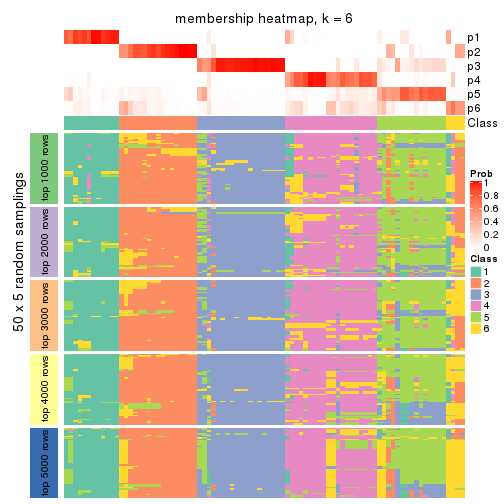 membership heatmap, k = 6
p1
p2
p3
p4
p5
p6
Class
50 x 5 random samplings
top 1000 rows
top 2000 rows
top 3000 rows
top 4000 rows
top 5000 rows
Prob
1
0.8
0.6
0.4
0.2
0
Class
1
2
3
4
5
6